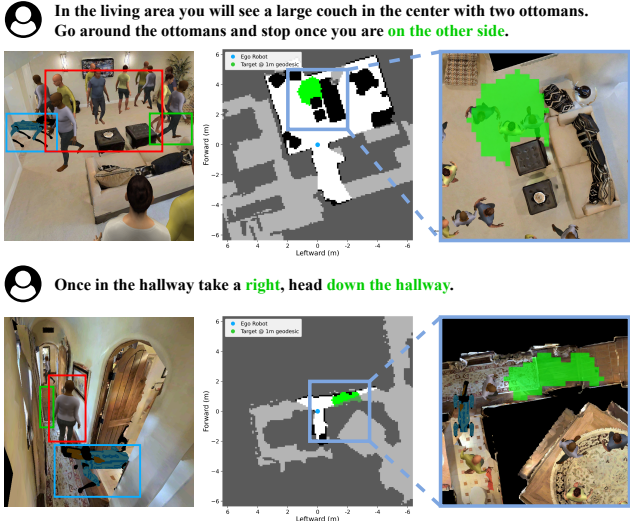 In the living area you will see a large couch in the center with two ottomans.
Go around the ottomans and stop once you are on the other side.
Ego Robot
Target @ 1m geodesic
Forward (m)
6
4
2
0
−2
−4
−6
6 4 2 0 -2 -4 -6
Leftward (m)
Once in the hallway take a right, head down the hallway.
Ego Robot
Target @ 1m geodesic
Forward (m)
6
4
2
0
−2
−4
−6
6 4 2 0 -2 -4 -6
Leftward (m)